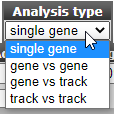 Analysis type
single gene
single gene
gene vs gene
gene vs track
track vs track